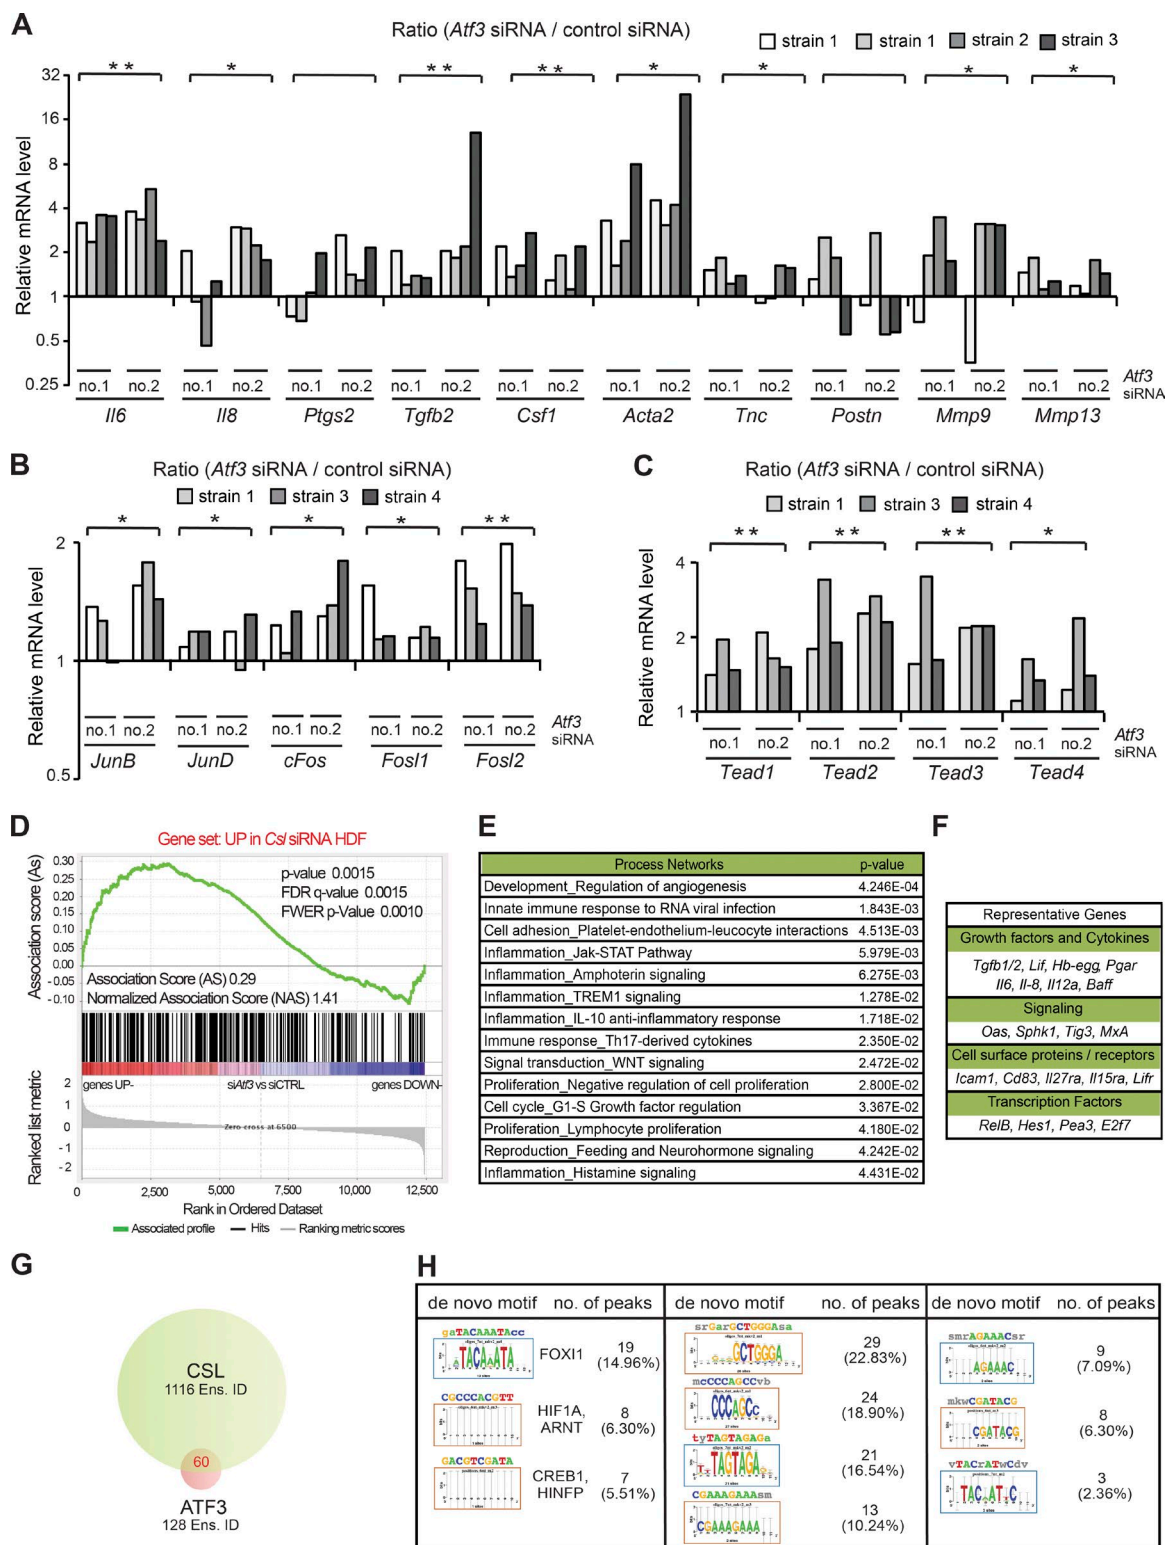 A
Ratio (Atf3 siRNA / control siRNA)
strain 1 strain 1 strain 2 strain 3
** * ** ** * * * *
Relative mRNA level
32
16
8
4
2
1
0.5
0.25
no.1 no.2 no.1 no.2 no.1 no.2 no.1 no.2 no.1 no.2 no.1 no.2 no.1 no.2 no.1 no.2 no.1 no.2 no.1 no.2
Atf3 siRNA
Il6 Il8 Ptgs2 Tgfb2 Csf1 Acta2 Tnc Postn Mmp9 Mmp13
B
Ratio (Atf3 siRNA / control siRNA)
strain 1 strain 3 strain 4
* * * * **
Relative mRNA level
2
1
0.5
no.1 no.2 no.1 no.2 no.1 no.2 no.1 no.2 no.1 no.2
Atf3 siRNA
JunB JunD cFos Fosl1 Fosl2
C
Ratio (Atf3 siRNA / control siRNA)
strain 1 strain 3 strain 4
** ** ** *
Relative mRNA level
4
2
1
no.1 no.2 no.1 no.2 no.1 no.2 no.1 no.2
Atf3 siRNA
Tead1 Tead2 Tead3 Tead4
D
Gene set: UP in Csl siRNA HDF
Association score (As)
0.30
0.25
0.20
0.15
0.10
0.05
0.00
-0.05
-0.10
p-value 0.0015
FDR q-value 0.0015
FWER p-Value 0.0010
Association Score (AS) 0.29
Normalized Association Score (NAS) 1.41
genes UP- siAtf3 vs siCTRL genes DOWN-
Ranked list metric
2
1
0
-1
-2
Zero cross at 6500
0 2,500 5,000 7,500 10,000 12,500
Rank in Ordered Dataset
Associated profile Hits Ranking metric scores
E
Process Networks p-value
Development_Regulation of angiogenesis 4.246E-04
Innate immune response to RNA viral infection 1.843E-03
Cell adhesion_Platelet-endothelium-leucocyte interactions 4.513E-03
Inflammation_Jak-STAT Pathway 5.979E-03
Inflammation_Amphoterin signaling 6.275E-03
Inflammation_TREM1 signaling 1.278E-02
Inflammation_IL-10 anti-inflammatory response 1.718E-02
Immune response_Th17-derived cytokines 2.350E-02
Signal transduction_WNT signaling 2.472E-02
Proliferation_Negative regulation of cell proliferation 2.800E-02
Cell cycle_G1-S Growth factor regulation 3.367E-02
Proliferation_Lymphocyte proliferation 4.180E-02
Reproduction_Feeding and Neurohormone signaling 4.242E-02
Inflammation_Histamine signaling 4.431E-02
F
Representative Genes
Growth factors and Cytokines
Tgfb1/2, Lif, Hb-egg, Pgar
Il6, Il-8, Il12a, Baff
Signaling
Oas, Sphk1, Tig3, MxA
Cell surface proteins / receptors
Icam1, Cd83, Il27ra, Il15ra, Lifr
Transcription Factors
RelB, Hes1, Pea3, E2f7
G
CSL
1116 Ens. ID
60
ATF3
128 Ens. ID
H
de novo motif no. of peaks
gaTACAAATAcc
FOXI1
19
(14.96%)
CGCCCACGTT
HIF1A, ARNT
8
(6.30%)
GACGTCGATA
CREB1, HINFP
7
(5.51%)
de novo motif no. of peaks
srGarGCTGGGAsa
GCTGGGA
29
(22.83%)
mcCCCAGCCvb
CCCAGCc
24
(18.90%)
tyTAGTAGAGa
TAGTAGA
21
(16.54%)
CGAAAGAAAsm
CGAAAGAAA
13
(10.24%)
de novo motif no. of peaks
smrAGAAACsr
AGAAAC
9
(7.09%)
mkwCGATACG
CGATACG
8
(6.30%)
vTACrATwCdv
3
(2.36%)